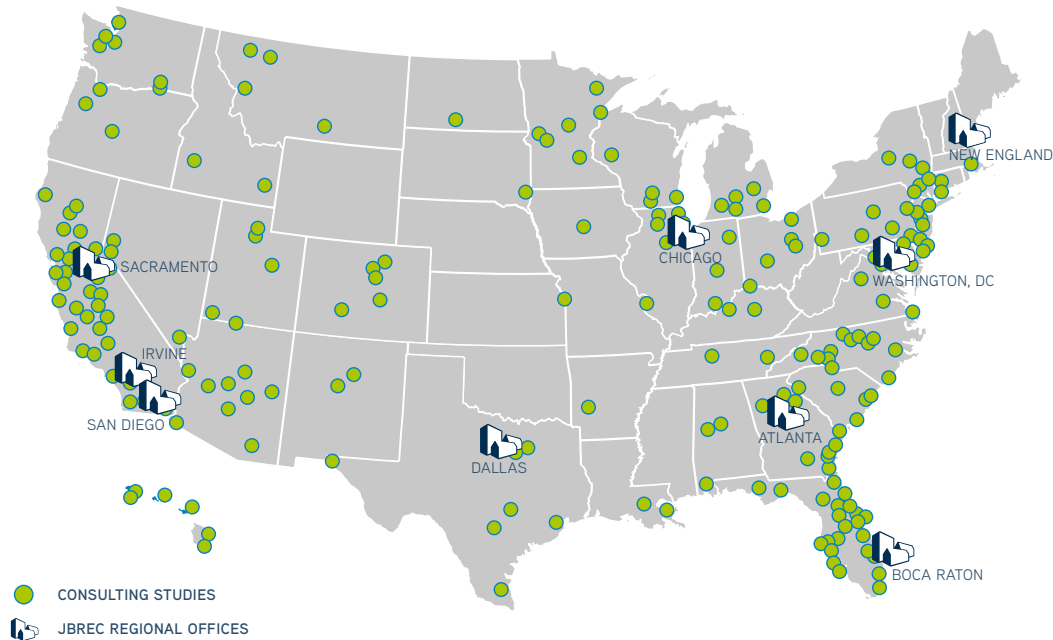 NEW ENGLAND
CHICAGO
SACRAMENTO
WASHINGTON, DC
IRVINE
SAN DIEGO
ATLANTA
DALLAS
BOCA RATON
CONSULTING STUDIES
JBREC REGIONAL OFFICES